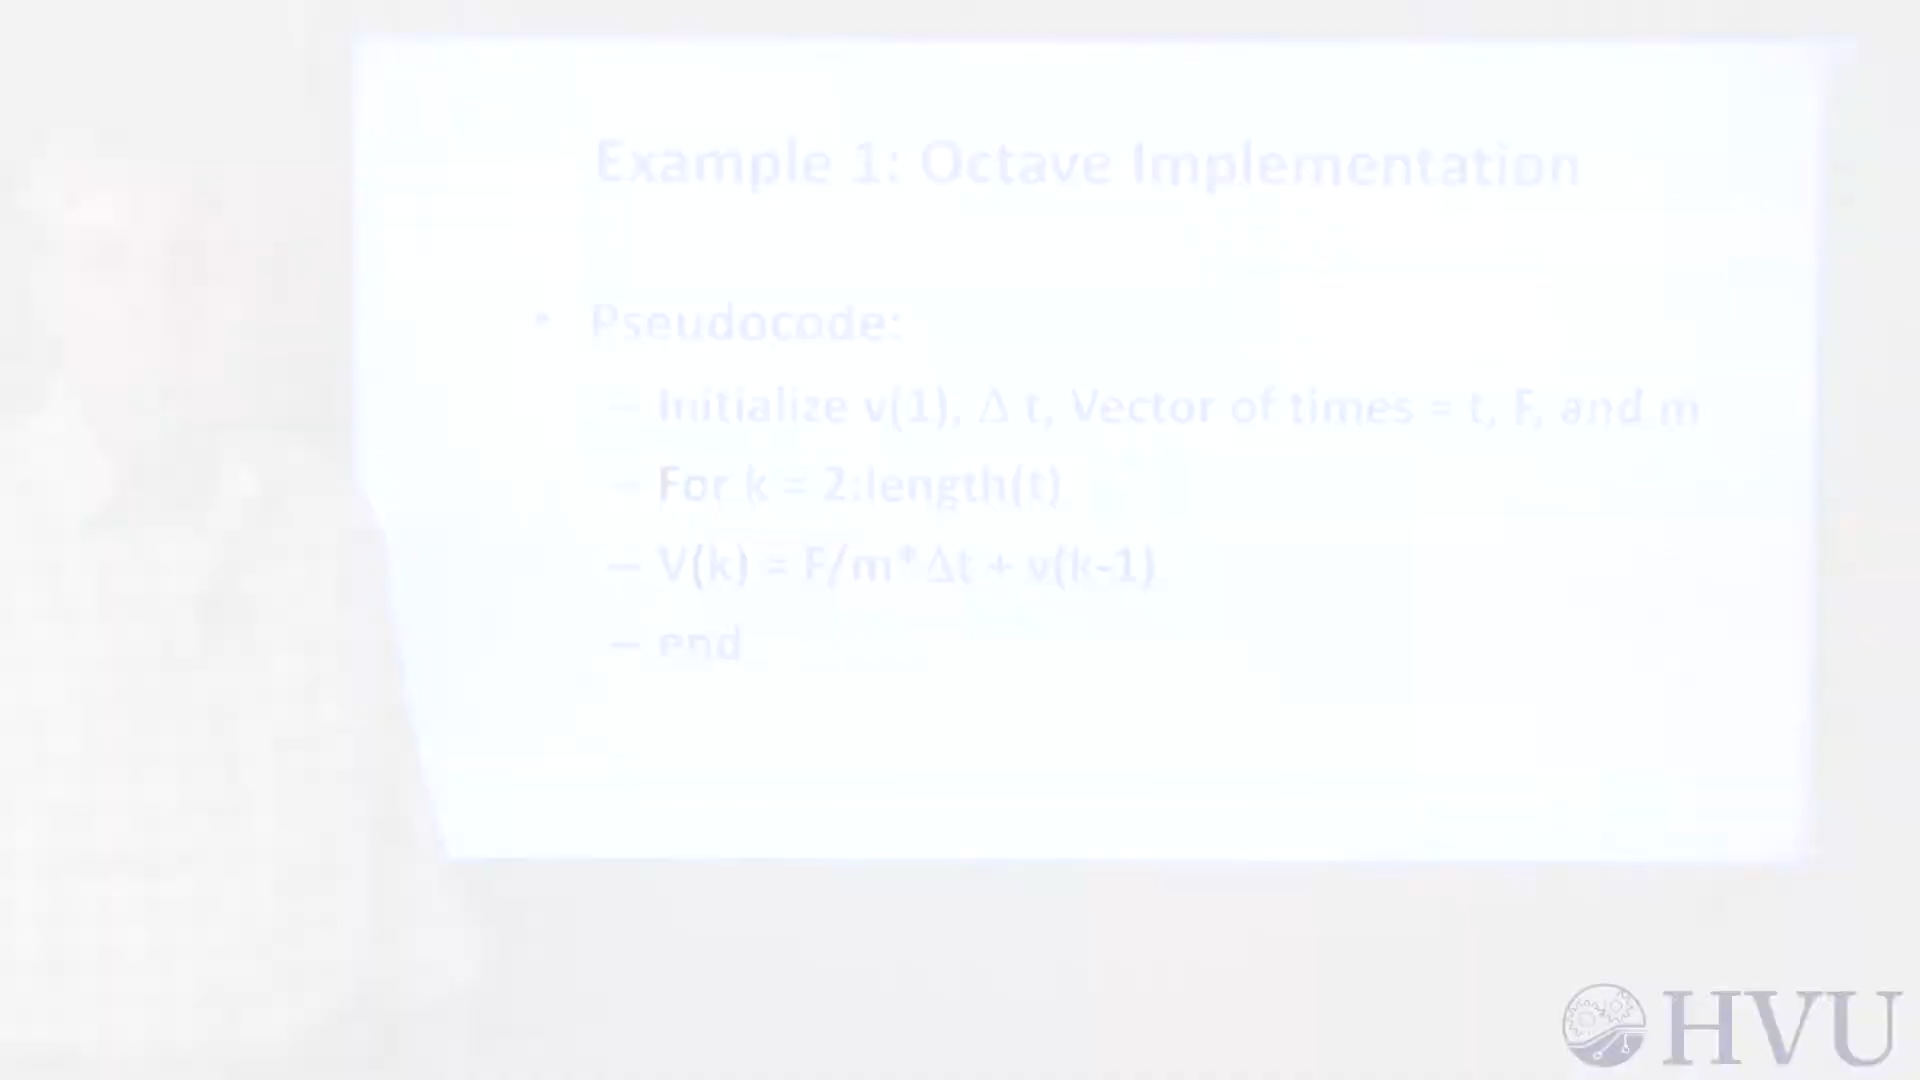 Example 1: Octave Implementation
• Pseudocode:
– Initialize v(1), Δ t, Vector of times = t, F, and m
– For k = 2:length(t)
– V(k) = F/m*Δt + v(k-1)
– end
HVU